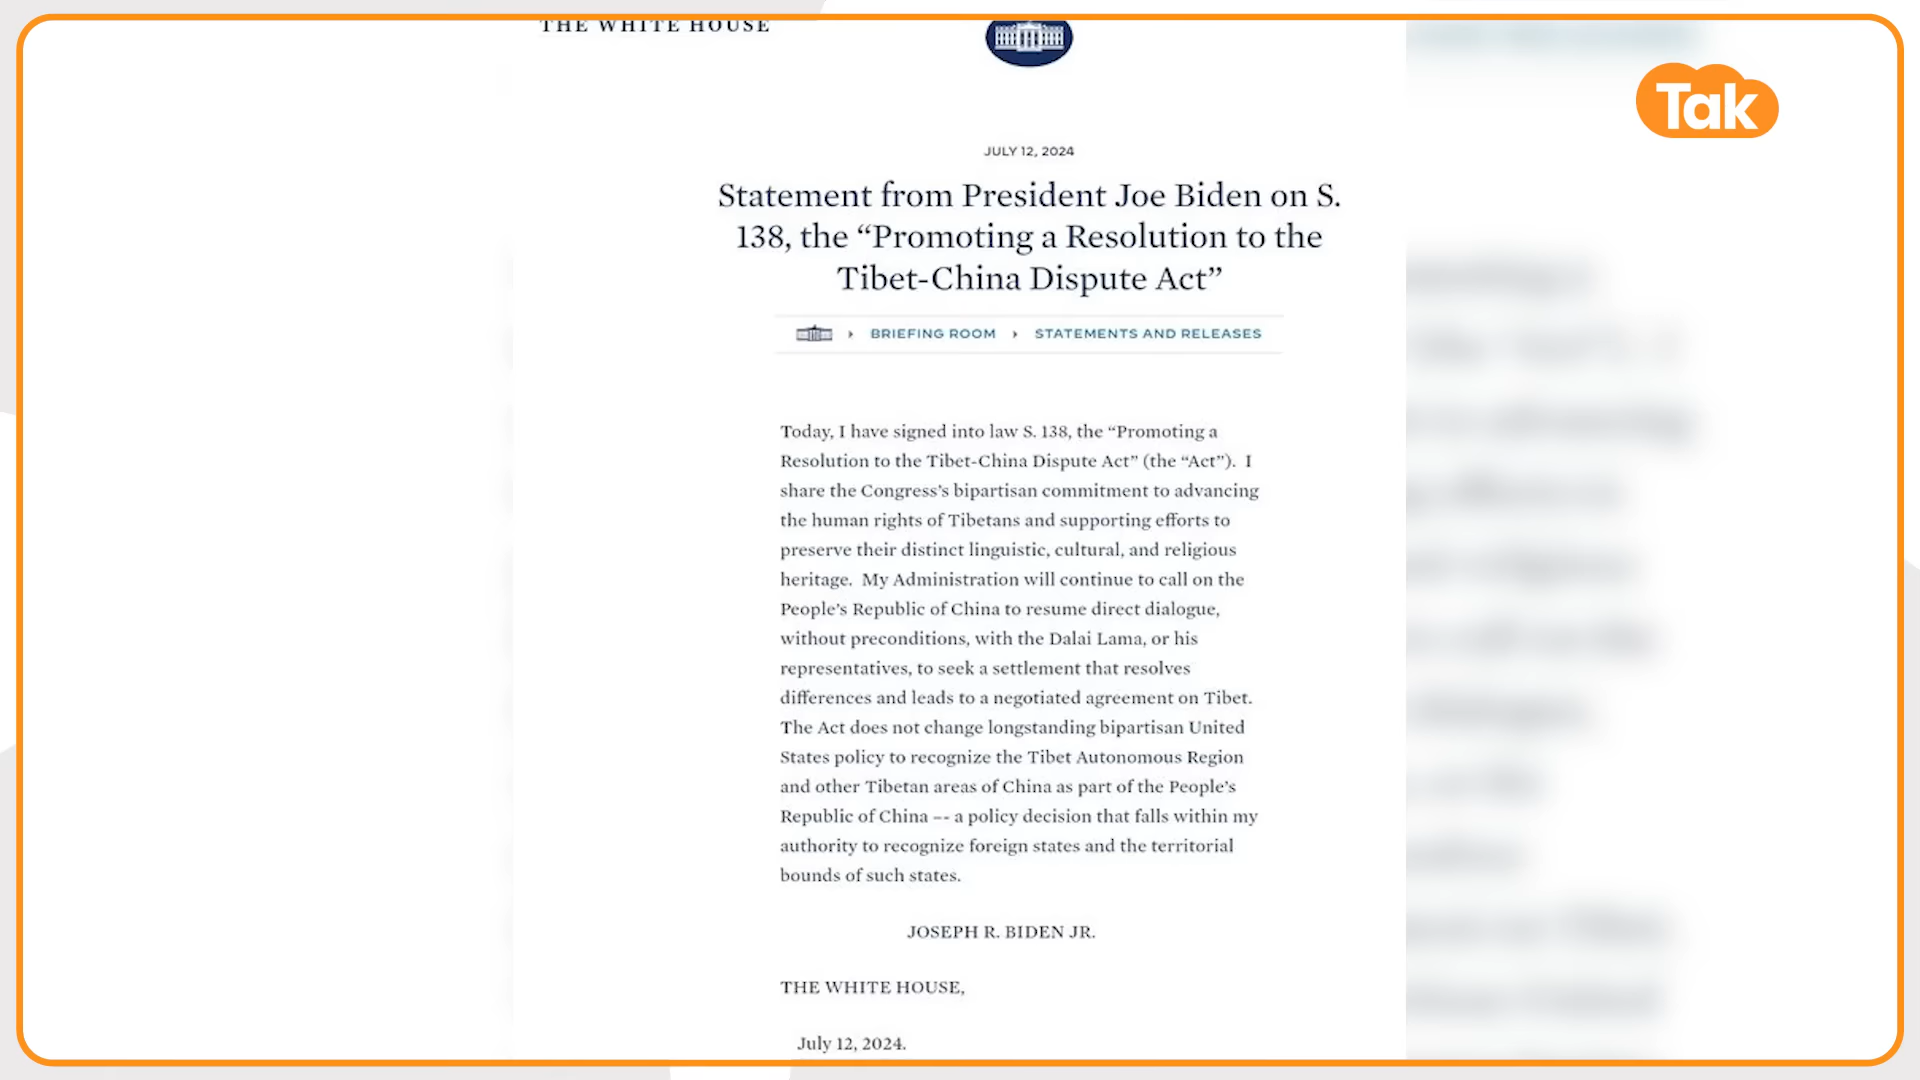 THE WHITE HOUSE
Tak
JULY 12, 2024
Statement from President Joe Biden on S.
138, the “Promoting a Resolution to the
Tibet-China Dispute Act”
BRIEFING ROOM › STATEMENTS AND RELEASES
Today, I have signed into law S. 138, the “Promoting a
Resolution to the Tibet-China Dispute Act” (the “Act”).  I
share the Congress’s bipartisan commitment to advancing
the human rights of Tibetans and supporting efforts to
preserve their distinct linguistic, cultural, and religious
heritage.  My Administration will continue to call on the
People’s Republic of China to resume direct dialogue,
without preconditions, with the Dalai Lama, or his
representatives, to seek a settlement that resolves
differences and leads to a negotiated agreement on Tibet.
The Act does not change longstanding bipartisan United
States policy to recognize the Tibet Autonomous Region
and other Tibetan areas of China as part of the People’s
Republic of China –- a policy decision that falls within my
authority to recognize foreign states and the territorial
bounds of such states.
JOSEPH R. BIDEN JR.
THE WHITE HOUSE,
July 12, 2024.